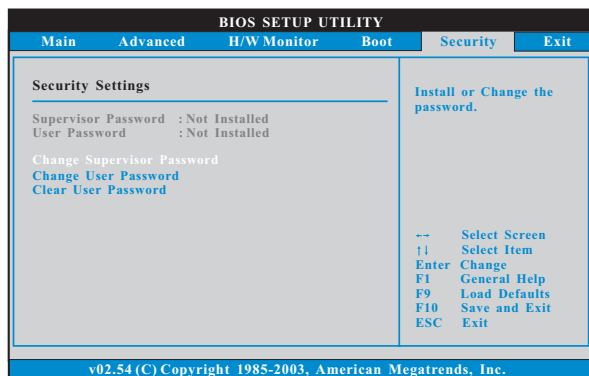 BIOS SETUP UTILITY
Main Advanced H/W Monitor Boot Security Exit
Security Settings
Supervisor Password : Not Installed
User Password : Not Installed
Change Supervisor Password
Change User Password
Clear User Password
Install or Change the
password.
←→ Select Screen
↑↓ Select Item
Enter Change
F1 General Help
F9 Load Defaults
F10 Save and Exit
ESC Exit
v02.54 (C) Copyright 1985-2003, American Megatrends, Inc.